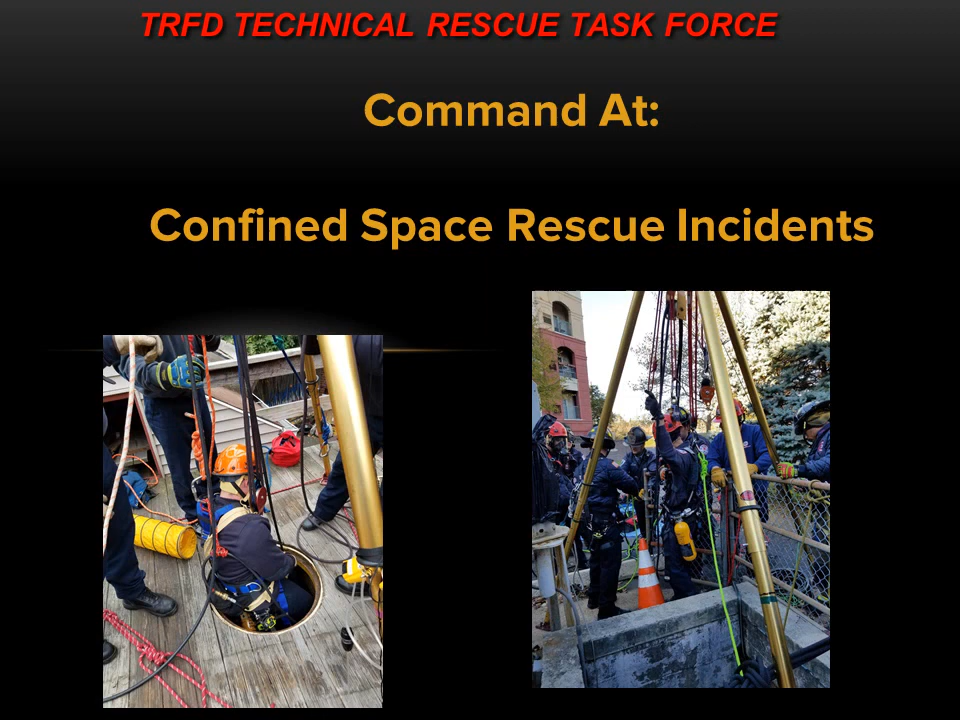 TRFD TECHNICAL RESCUE TASK FORCE
Command At:
Confined Space Rescue Incidents